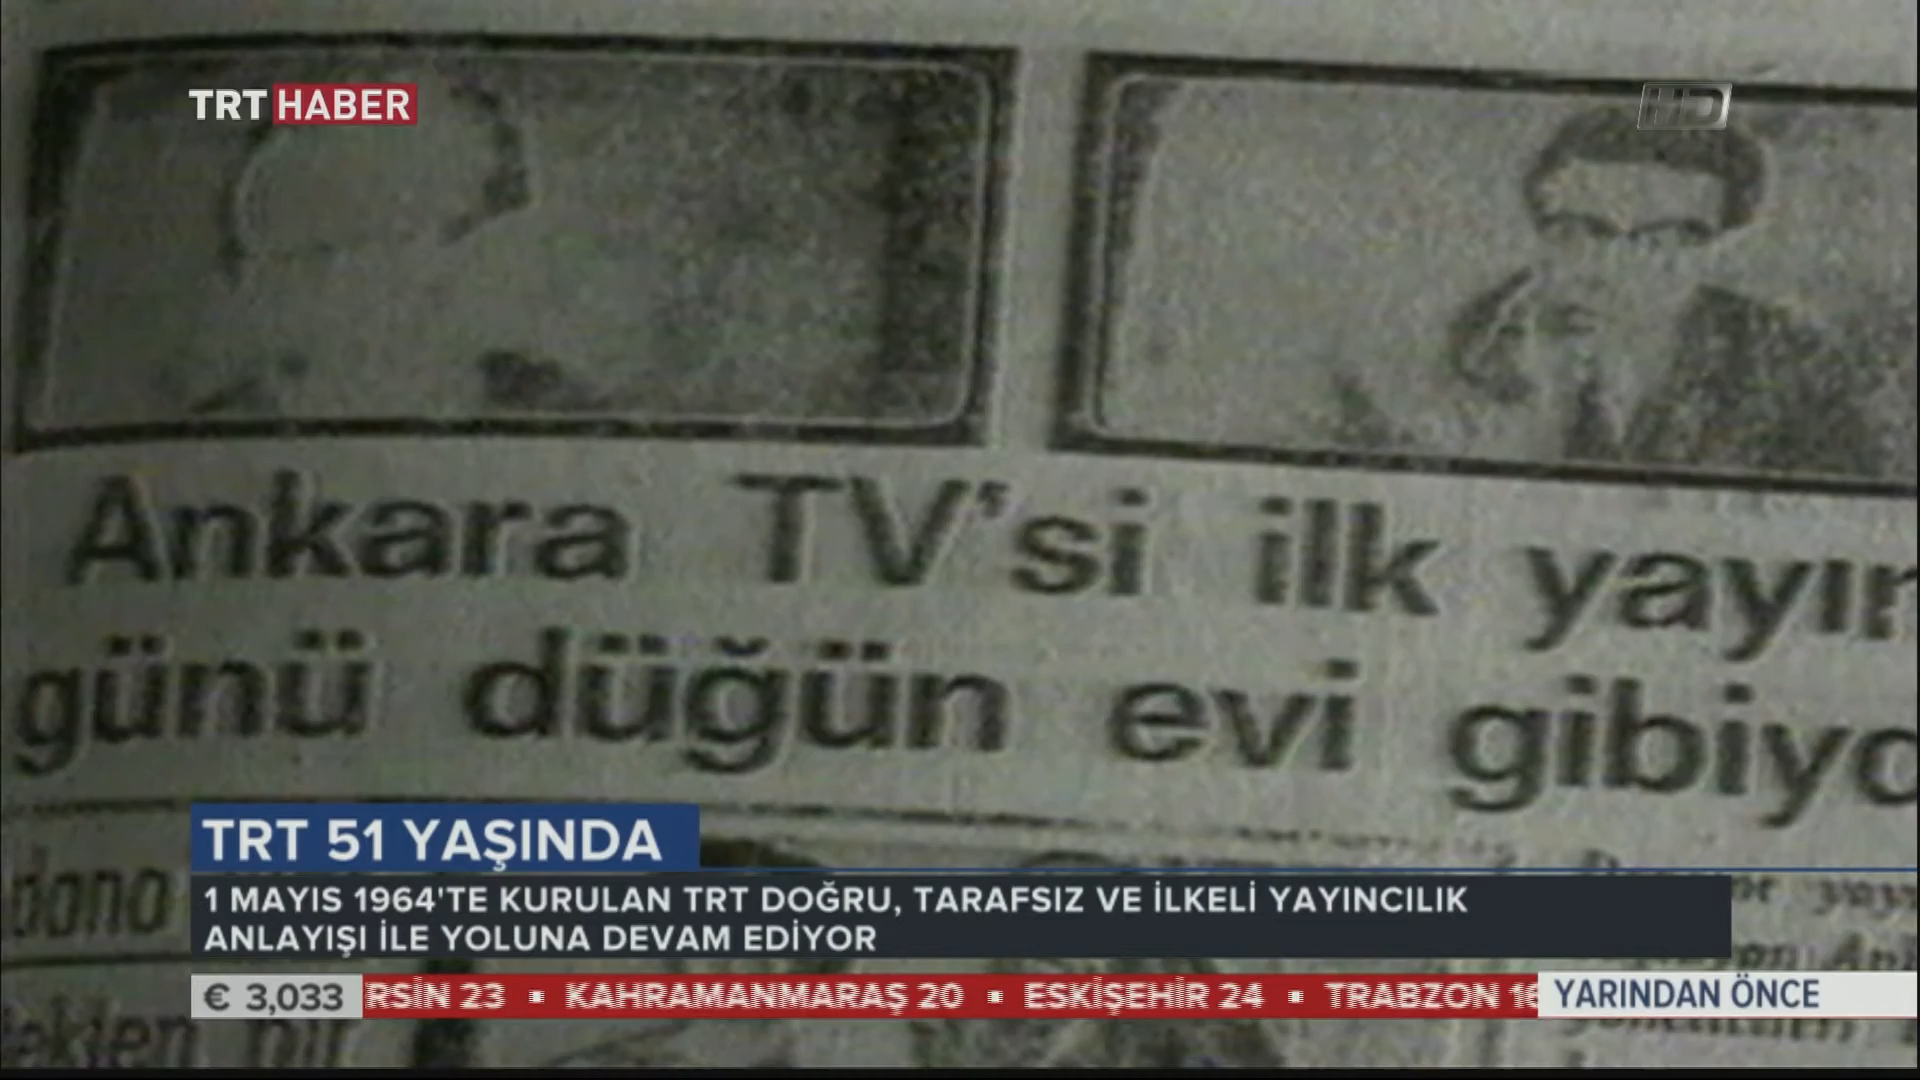 TRT HABER
HD
Ankara TV'si ilk
günü düğün evi
TRT 51 YAŞINDA
1 MAYIS 1964'TE KURULAN TRT DOĞRU, TARAFSIZ VE İLKELİ YAYINCILIK
ANLAYIŞI İLE YOLUNA DEVAM EDİYOR
€ 3,033 RSİN 23 ▪ KAHRAMANMARAŞ 20 ▪ ESKİŞEHİR 24 ▪ TRABZON 16 YARINDAN ÖNCE